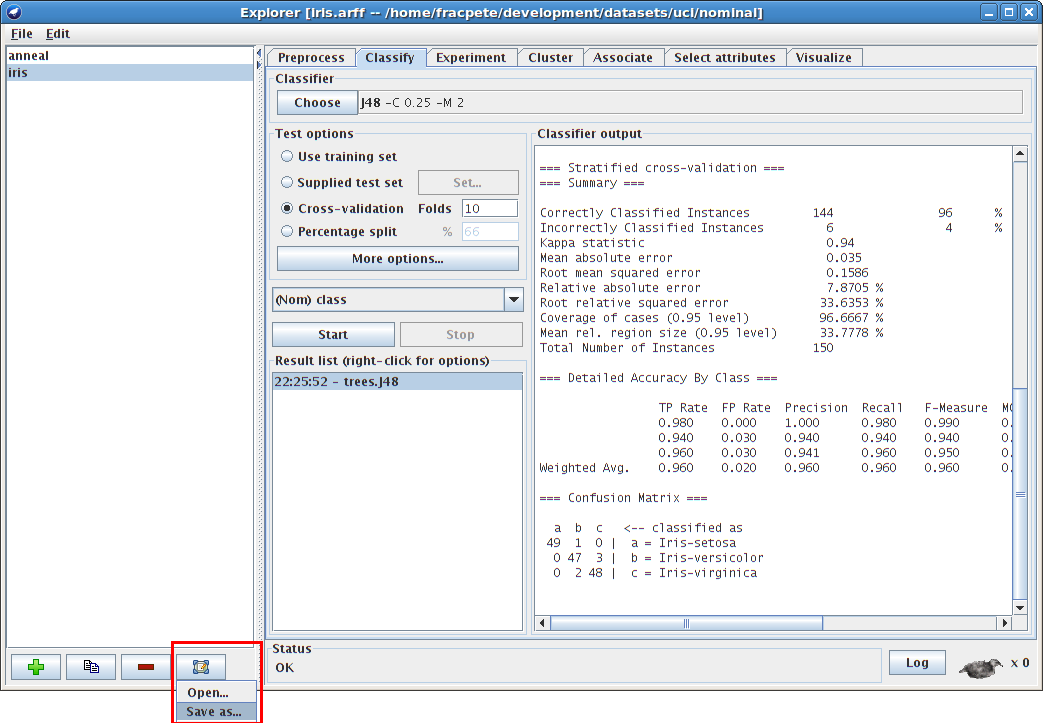 Explorer [iris.arff -- /home/fracpete/development/datasets/uci/nominal]
File Edit
anneal
iris
Preprocess Classify Experiment Cluster Associate Select attributes Visualize
Classifier
Choose J48 -C 0.25 -M 2
Test options
Use training set
Supplied test set Set...
Cross-validation Folds 10
Percentage split % 66
More options...
(Nom) class
Start Stop
Result list (right-click for options)
22:25:52 - trees.J48
Classifier output
=== Stratified cross-validation ===
=== Summary ===
Correctly Classified Instances 144 96 %
Incorrectly Classified Instances 6 4 %
Kappa statistic 0.94
Mean absolute error 0.035
Root mean squared error 0.1586
Relative absolute error 7.8705 %
Root relative squared error 33.6353 %
Coverage of cases (0.95 level) 96.6667 %
Mean rel. region size (0.95 level) 33.7778 %
Total Number of Instances 150
=== Detailed Accuracy By Class ===
TP Rate FP Rate Precision Recall F-Measure MC
0.980 0.000 1.000 0.980 0.990 0.
0.940 0.030 0.940 0.940 0.940 0.
0.960 0.030 0.941 0.960 0.950 0.
Weighted Avg. 0.960 0.020 0.960 0.960 0.960 0.
=== Confusion Matrix ===
a b c <-- classified as
49 1 0 | a = Iris-setosa
0 47 3 | b = Iris-versicolor
0 2 48 | c = Iris-virginica
Status
OK
Log x 0
Open...
Save as...